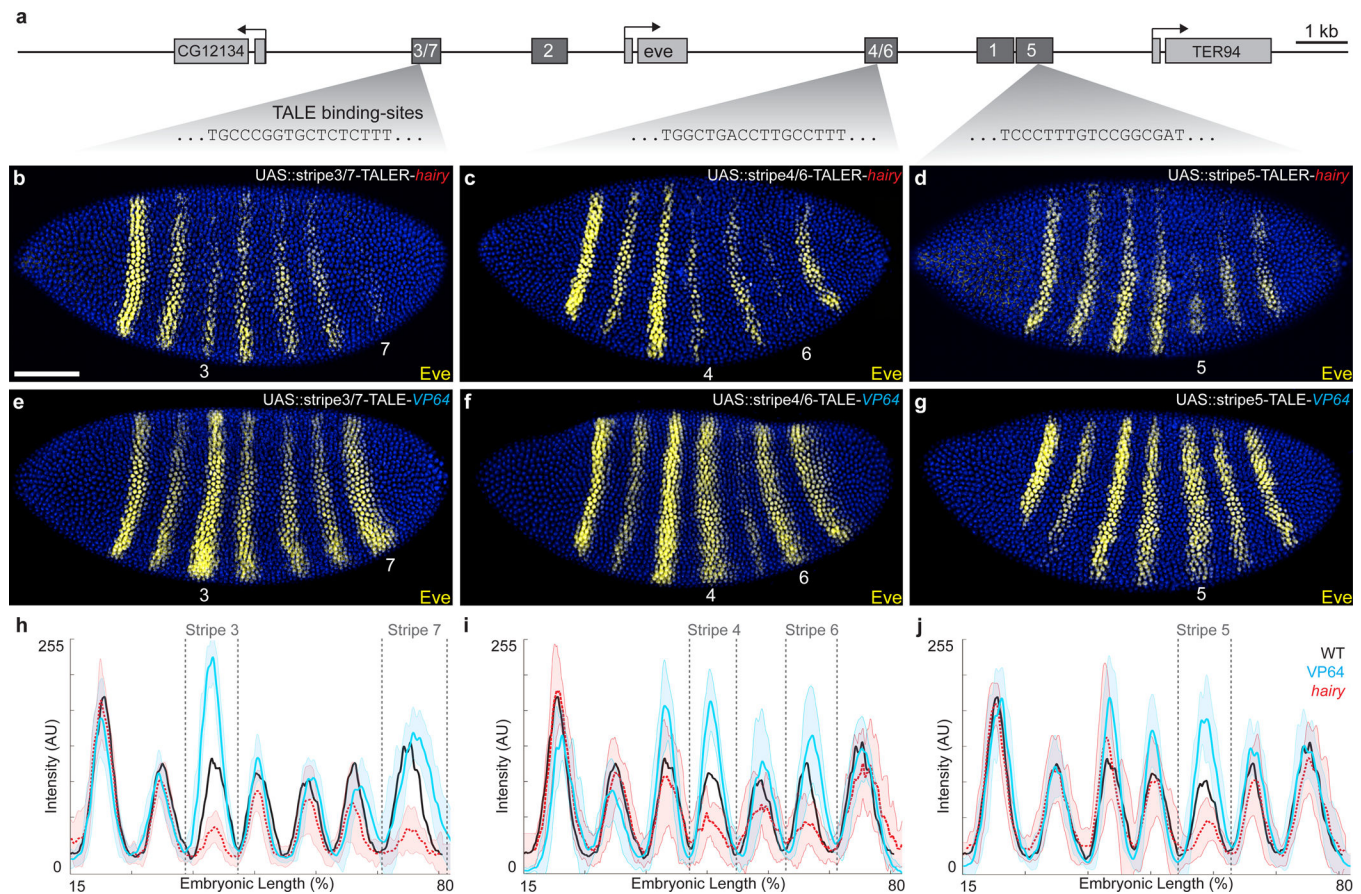 a
CG12134
3/7
2
eve
4/6
1
5
TER94
1 kb
TALE binding-sites
...TGCCCGGTGCTCTCTTT...
...TGGCTGACCTTGCCTTT...
...TCCCTTTGTCCGGCGAT...
b
UAS::stripe3/7-TALER-hairy
3
7
Eve
c
UAS::stripe4/6-TALER-hairy
4
6
Eve
d
UAS::stripe5-TALER-hairy
5
Eve
e
UAS::stripe3/7-TALE-VP64
3
7
Eve
f
UAS::stripe4/6-TALE-VP64
4
6
Eve
g
UAS::stripe5-TALE-VP64
5
Eve
h
Stripe 3
Stripe 7
255
Intensity (AU)
0
15
Embryonic Length (%)
80
i
Stripe 4
Stripe 6
255
Intensity (AU)
0
15
Embryonic Length (%)
80
j
Stripe 5
WT
VP64
hairy
255
Intensity (AU)
0
15
Embryonic Length (%)
80